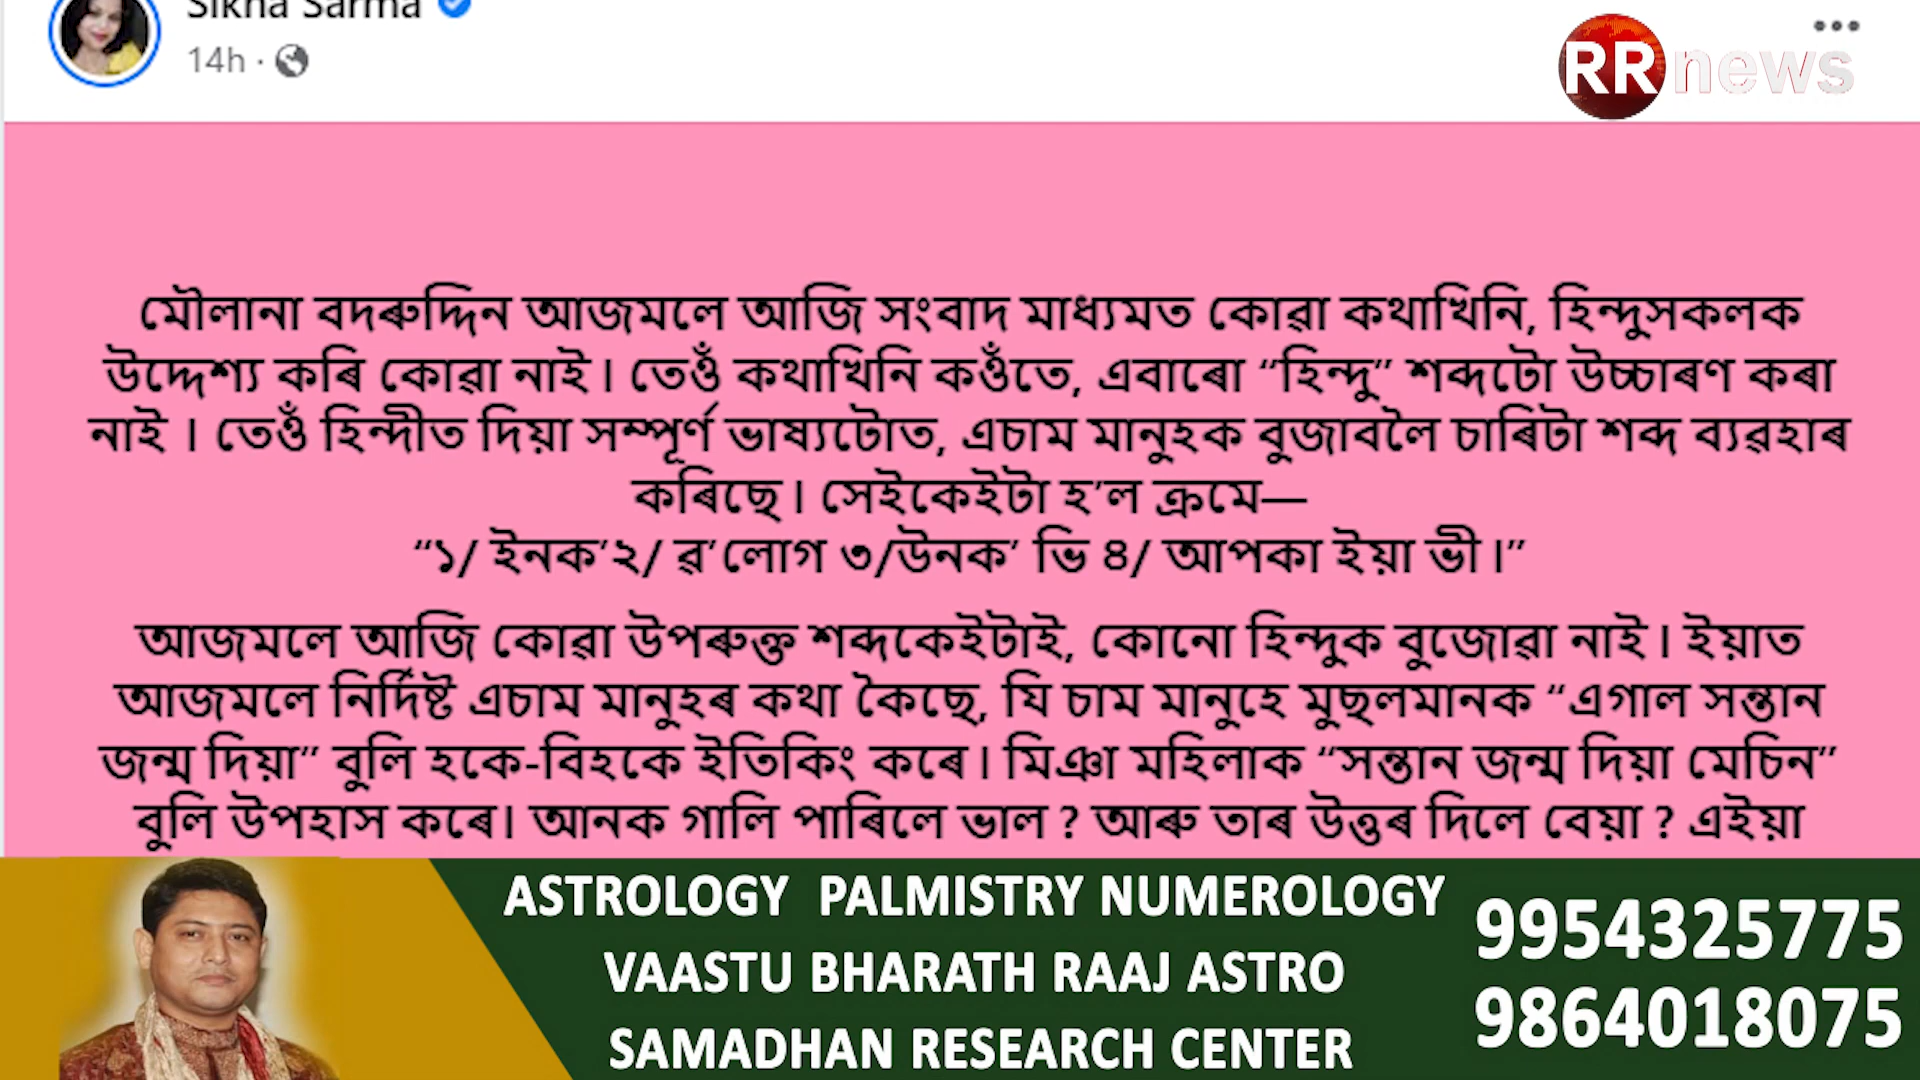 Sikha Sarma
14h ·
RR news
মৌলানা বদৰুদ্দিন আজমলে আজি সংবাদ মাধ্যমত কোৱা কথাখিনি, হিন্দুসকলক
উদ্দেশ্য কৰি কোৱা নাই। তেওঁ কথাখিনি কওঁতে, এবাৰো “হিন্দু” শব্দটো উচ্চাৰণ কৰা
নাই । তেওঁ হিন্দীত দিয়া সম্পূৰ্ণ ভাষ্যটোত, এচাম মানুহক বুজাবলৈ চাৰিটা শব্দ ব্যৱহাৰ
কৰিছে। সেইকেইটা হ’ল ক্ৰমে—
“১/ ইনক’২/ ৱ’লোগ ৩/উনক’ ভি ৪/ আপকা ইয়া ভী।”
আজমলে আজি কোৱা উপৰুক্ত শব্দকেইটাই, কোনো হিন্দুক বুজোৱা নাই। ইয়াত
আজমলে নিৰ্দিষ্ট এচাম মানুহৰ কথা কৈছে, যি চাম মানুহে মুছলমানক “এগাল সন্তান
জন্ম দিয়া” বুলি হকে-বিহকে ইতিকিং কৰে। মিঞা মহিলাক “সন্তান জন্ম দিয়া মেচিন”
বুলি উপহাস কৰে। আনক গালি পাৰিলে ভাল ? আৰু তাৰ উত্তৰ দিলে বেয়া ? এইয়া
ASTROLOGY PALMISTRY NUMEROLOGY
VAASTU BHARATH RAAJ ASTRO
SAMADHAN RESEARCH CENTER
9954325775
9864018075